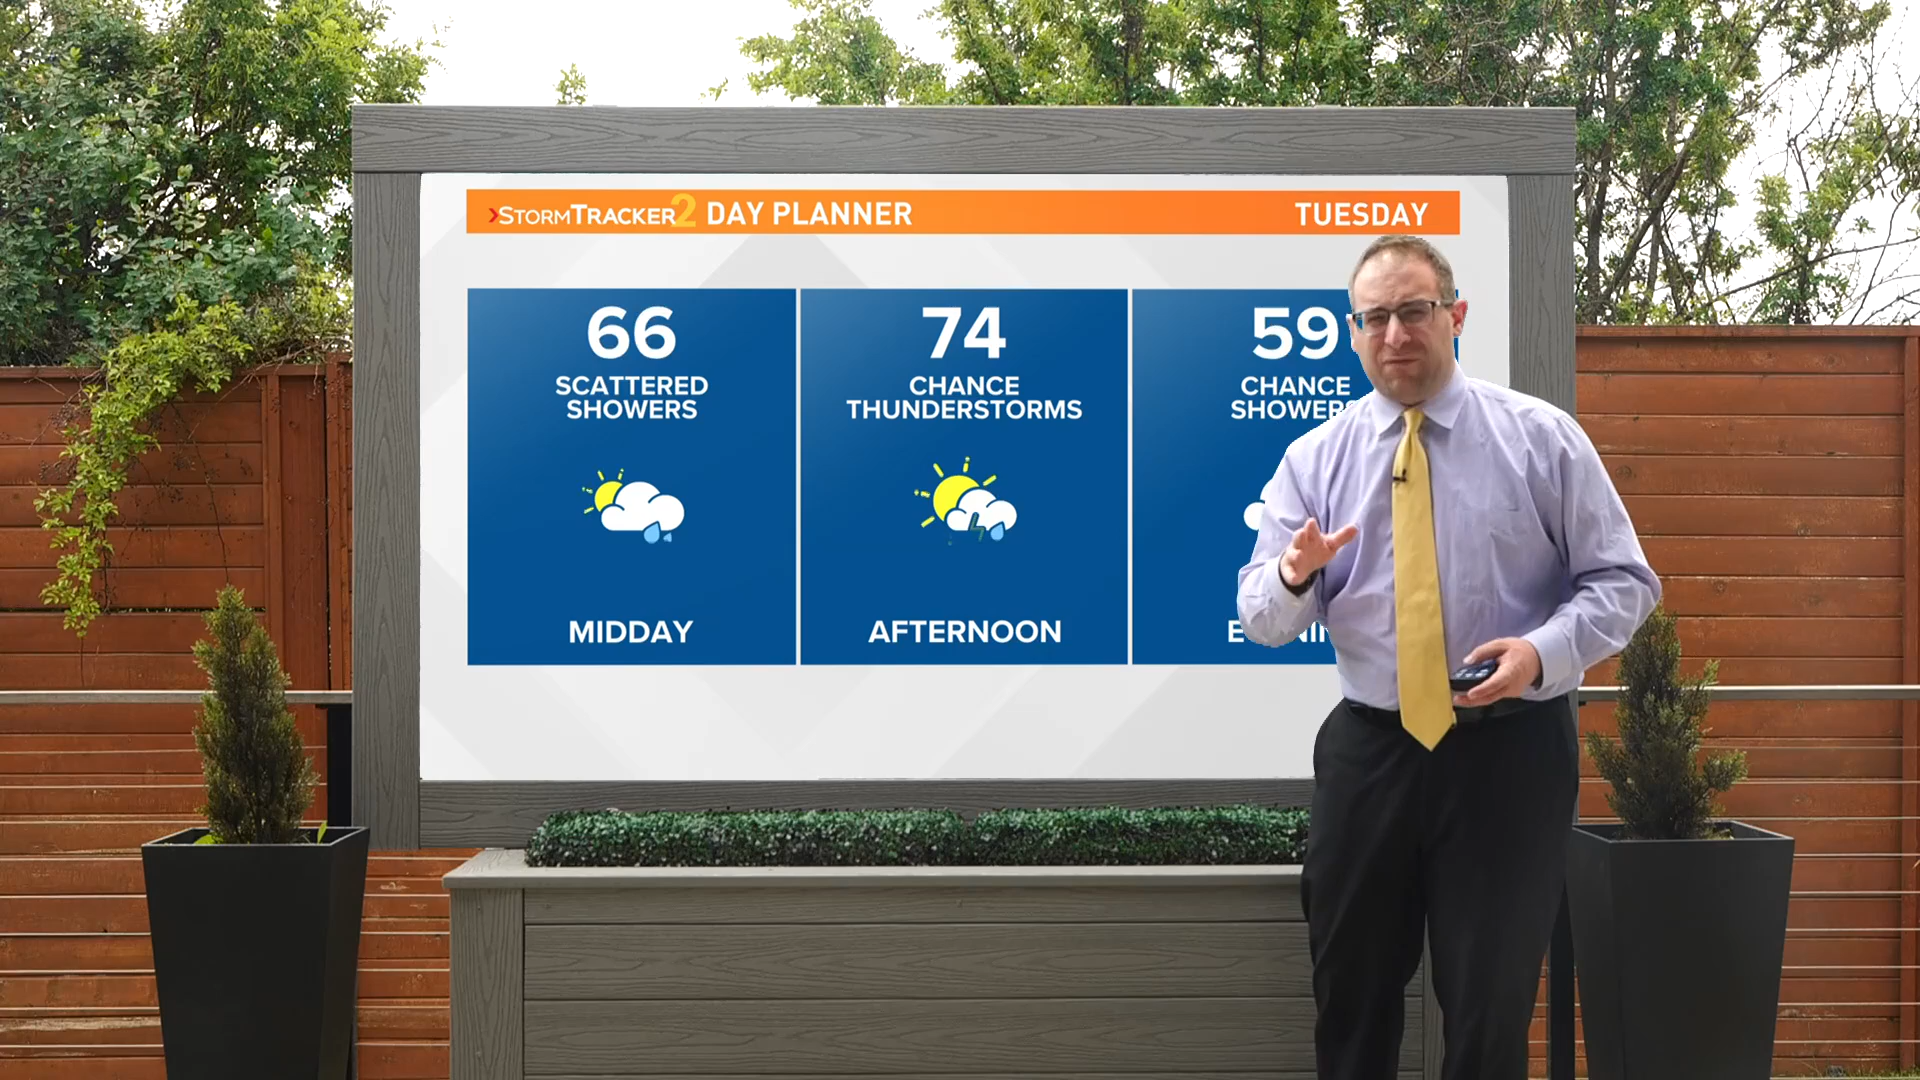 STORMTRACKER2 DAY PLANNER
TUESDAY
66
SCATTERED
SHOWERS
MIDDAY
74
CHANCE
THUNDERSTORMS
AFTERNOON
59
CHANCE